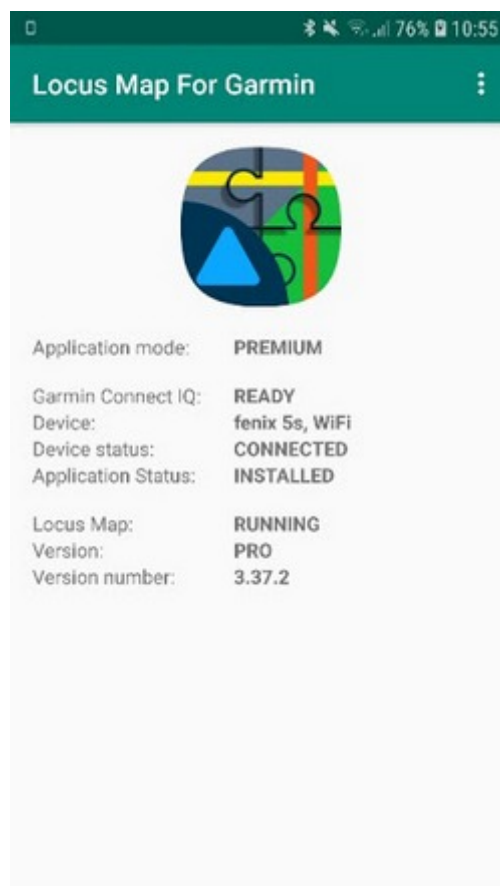 76% 10:55
Locus Map For Garmin
Application mode: PREMIUM
Garmin Connect IQ: READY
Device: fenix 5s, WiFi
Device status: CONNECTED
Application Status: INSTALLED
Locus Map: RUNNING
Version: PRO
Version number: 3.37.2